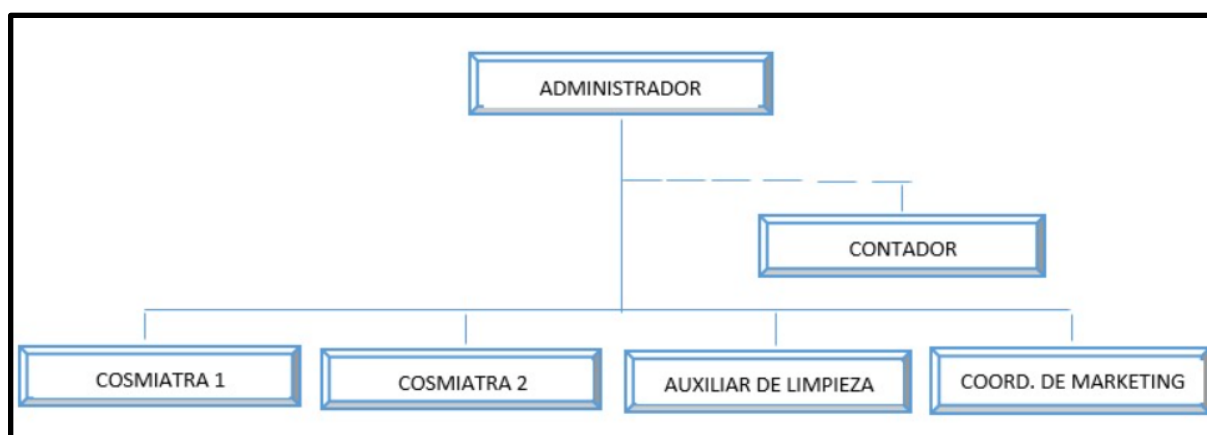 ADMINISTRADOR
CONTADOR
COSMIATRA 1
COSMIATRA 2
AUXILIAR DE LIMPIEZA
COORD. DE MARKETING